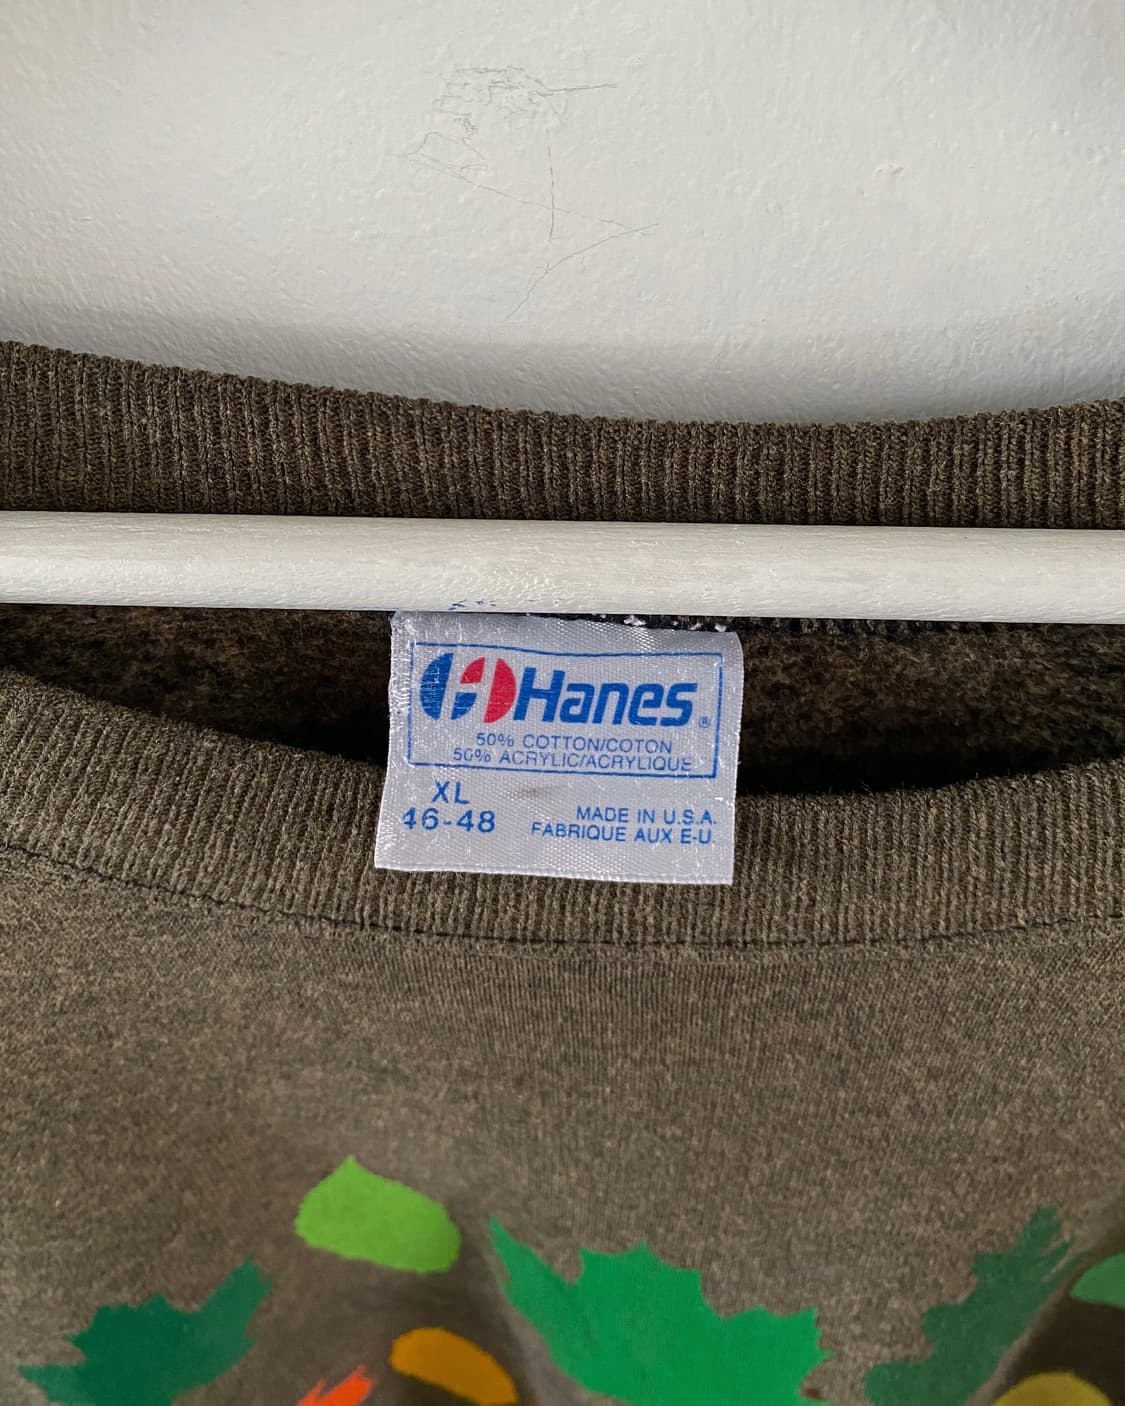 Hanes®
50% COTTON/COTON
50% ACRYLIC/ACRYLIQUE
XL
46-48
MADE IN U.S.A.
FABRIQUE AUX E-U.